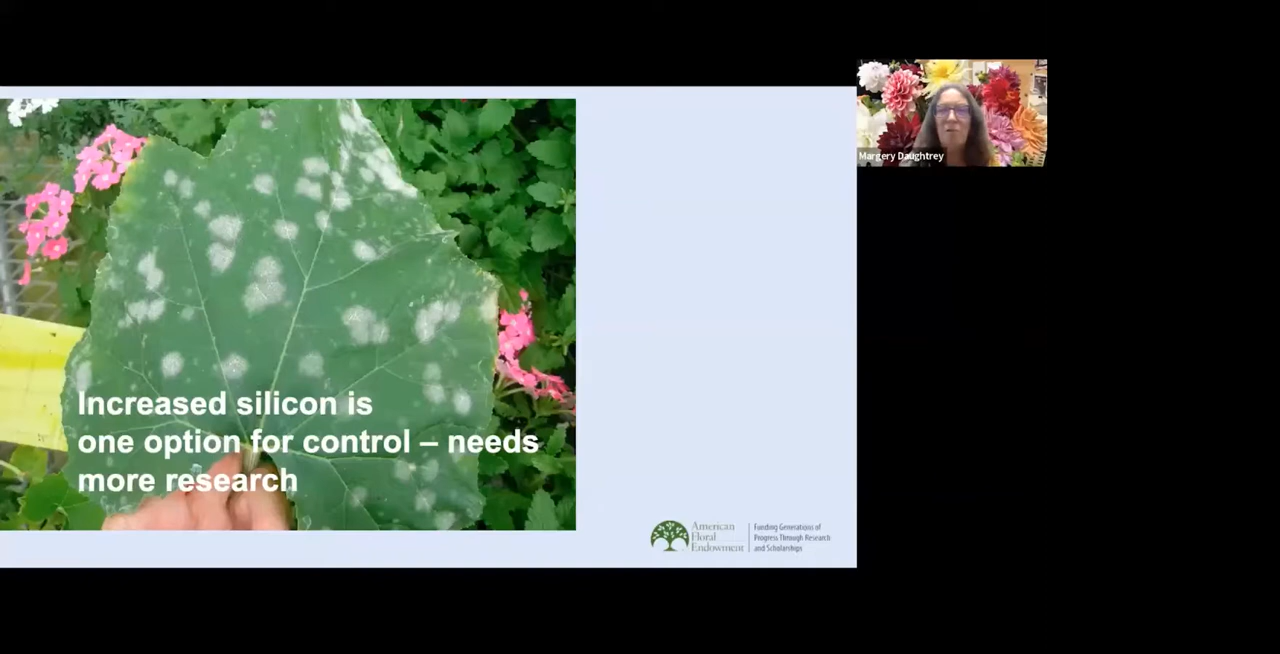 Increased silicon is
one option for control – needs
more research
American
Floral
Endowment
Funding Generations of
Progress Through Research
and Scholarships
Margery Daughtrey